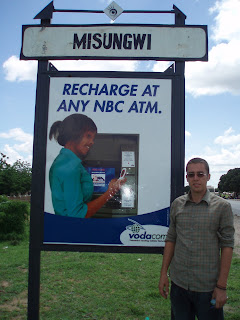 MISUNGWI
RECHARGE AT
ANY NBC ATM.
vodacom